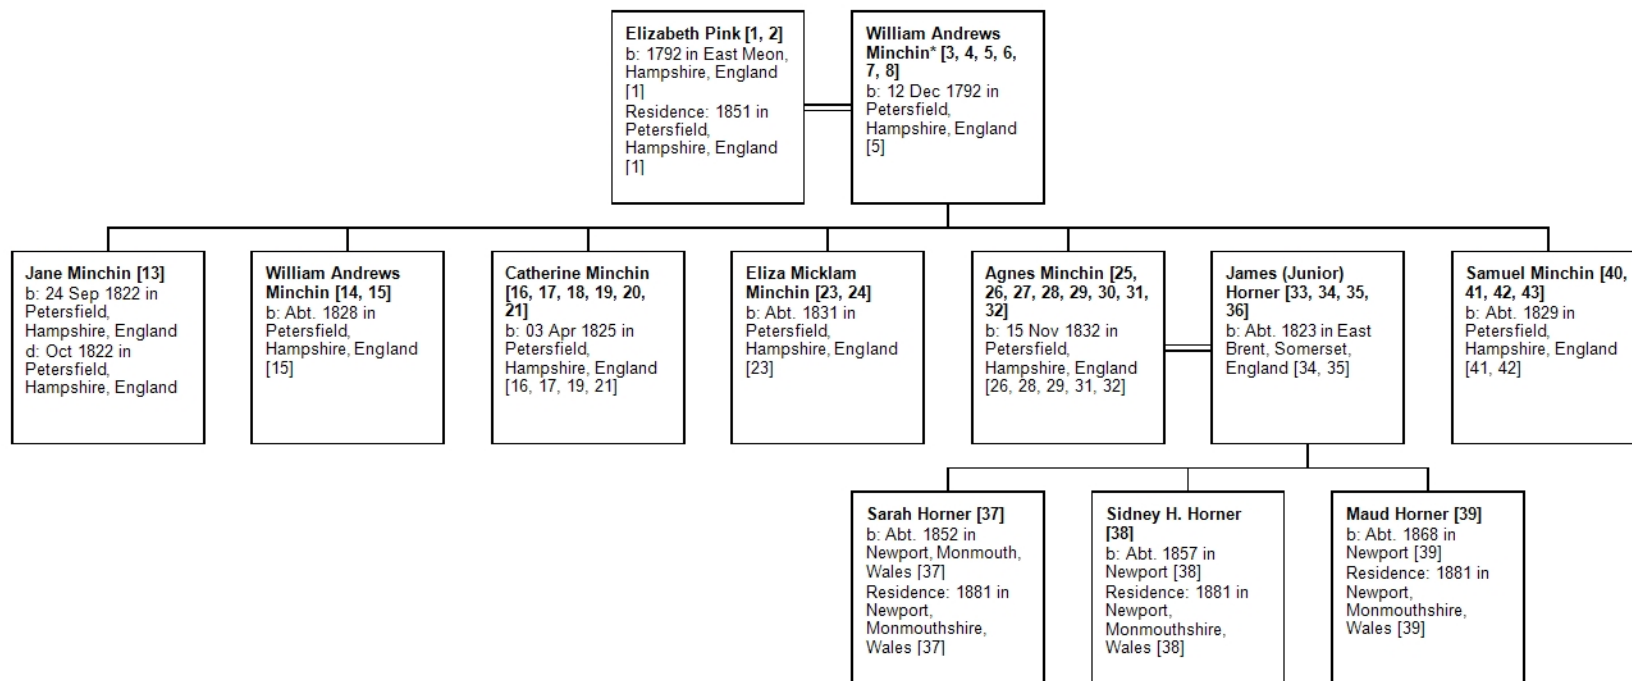 Elizabeth Pink [1, 2]
b: 1792 in East Meon,
Hampshire, England
[1]
Residence: 1851 in
Petersfield,
Hampshire, England
[1]
William Andrews
Minchin* [3, 4, 5, 6,
7, 8]
b: 12 Dec 1792 in
Petersfield,
Hampshire, England
[5]
Jane Minchin [13]
b: 24 Sep 1822 in
Petersfield,
Hampshire, England
d: Oct 1822 in
Petersfield,
Hampshire, England
William Andrews
Minchin [14, 15]
b: Abt. 1828 in
Petersfield,
Hampshire, England
[15]
Catherine Minchin
[16, 17, 18, 19, 20,
21]
b: 03 Apr 1825 in
Petersfield,
Hampshire, England
[16, 17, 19, 21]
Eliza Micklam
Minchin [23, 24]
b: Abt. 1831 in
Petersfield,
Hampshire, England
[23]
Agnes Minchin [25,
26, 27, 28, 29, 30, 31,
32]
b: 15 Nov 1832 in
Petersfield,
Hampshire, England
[26, 28, 29, 31, 32]
James (Junior)
Horner [33, 34, 35,
36]
b: Abt. 1823 in East
Brent, Somerset,
England [34, 35]
Samuel Minchin [40,
41, 42, 43]
b: Abt. 1829 in
Petersfield,
Hampshire, England
[41, 42]
Sarah Horner [37]
b: Abt. 1852 in
Newport, Monmouth,
Wales [37]
Residence: 1881 in
Newport,
Monmouthshire,
Wales [37]
Sidney H. Horner
[38]
b: Abt. 1857 in
Newport [38]
Residence: 1881 in
Newport,
Monmouthshire,
Wales [38]
Maud Horner [39]
b: Abt. 1868 in
Newport [39]
Residence: 1881 in
Newport,
Monmouthshire,
Wales [39]